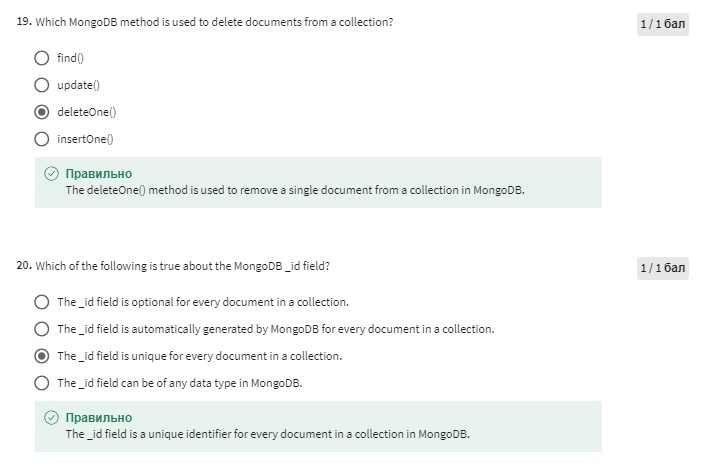 19. Which MongoDB method is used to delete documents from a collection?
1 / 1 бал
find()
update()
deleteOne()
insertOne()
Правильно
The deleteOne() method is used to remove a single document from a collection in MongoDB.
20. Which of the following is true about the MongoDB _id field?
1 / 1 бал
The _id field is optional for every document in a collection.
The _id field is automatically generated by MongoDB for every document in a collection.
The _id field is unique for every document in a collection.
The _id field can be of any data type in MongoDB.
Правильно
The _id field is a unique identifier for every document in a collection in MongoDB.